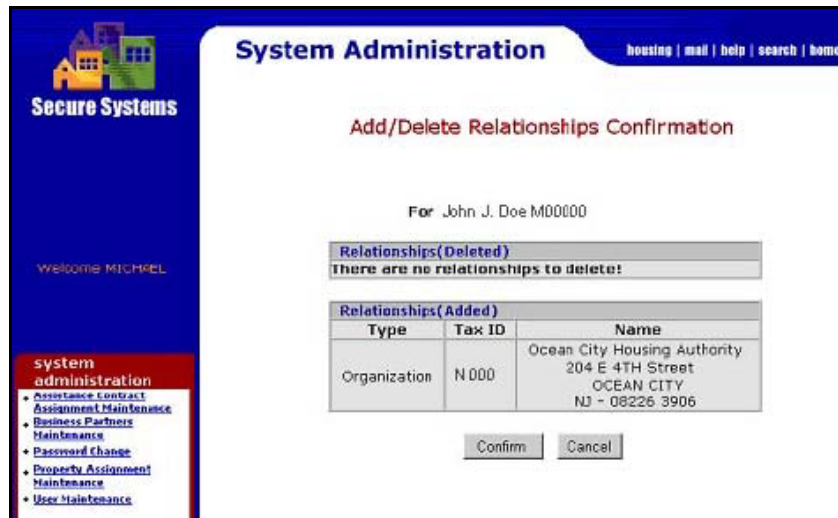 System Administration
housing | mail | help | search | home
Secure Systems
Add/Delete Relationships Confirmation
For John J. Doe M00000
Welcome MICHAEL
Relationships(Deleted)
There are no relationships to delete!
Relationships(Added)
Type Tax ID Name
Organization N 000 Ocean City Housing Authority
204 E 4TH Street
OCEAN CITY
NJ - 08226 3906
Confirm Cancel
system
administration
Assistance Contract
Assignment Maintenance
Business Partners
Maintenance
Password Change
Property Assignment
Maintenance
User Maintenance